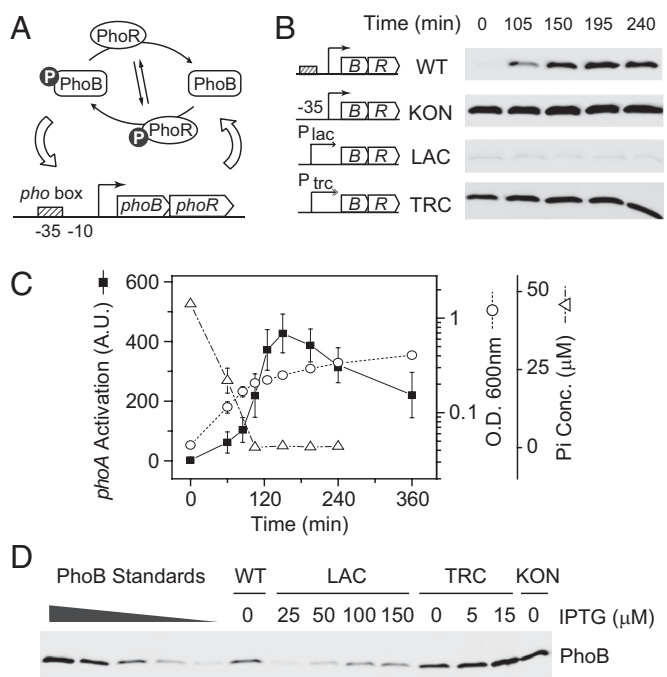 A
PhoR
P
PhoB
PhoB
P
PhoR
pho box
phoB
phoR
-35 -10
B
Time (min) 0 105 150 195 240
B R WT
-35
B R KON
P lac
B R LAC
P trc
B R TRC
C
phoA Activation (A.U.)
600
400
200
0
0 120 240 360
Time (min)
1
0.1
O.D. 600nm
50
25
0
Pi Conc. (μM)
D
PhoB Standards WT LAC TRC KON
0 25 50 100 150 0 5 15 0 IPTG (μM)
PhoB